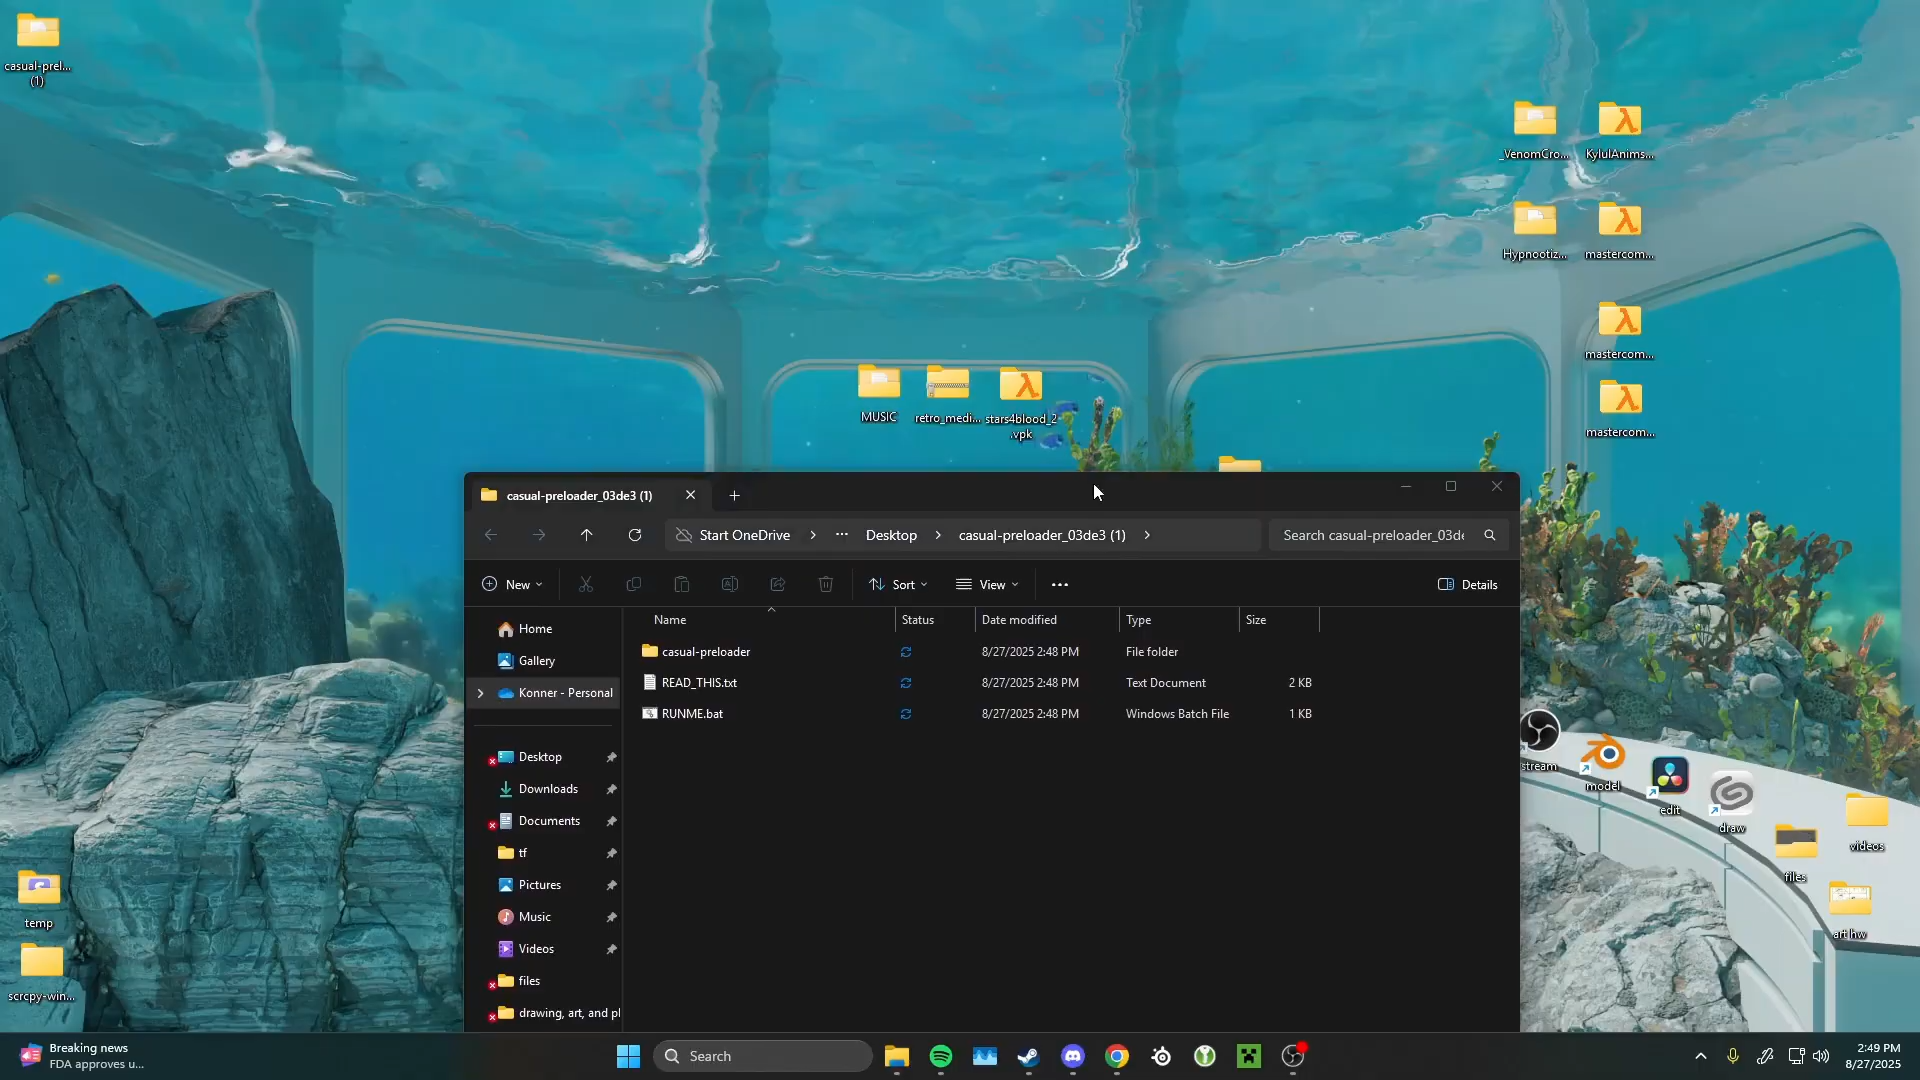 casual-prel...
(1)
_VenomCro...
KylulAnims...
Hypnootiz...
mastercom...
mastercom...
mastercom...
MUSIC
retro_medi...
stars4blood_2
.vpk
casual-preloader_03de3 (1)
Start OneDrive
Desktop
casual-preloader_03de3 (1)
Search casual-preloader_03de
New
Sort
View
Details
Name
Status
Date modified
Type
Size
casual-preloader
8/27/2025 2:48 PM
File folder
READ_THIS.txt
8/27/2025 2:48 PM
Text Document
2 KB
RUNME.bat
8/27/2025 2:48 PM
Windows Batch File
1 KB
Home
Gallery
Konner - Personal
Desktop
Downloads
Documents
tf
Pictures
Music
Videos
files
drawing, art, and pl
stream
model
edit
draw
files
videos
art hw
temp
scrcpy-win...
Breaking news
FDA approves u...
Search
2:49 PM
8/27/2025